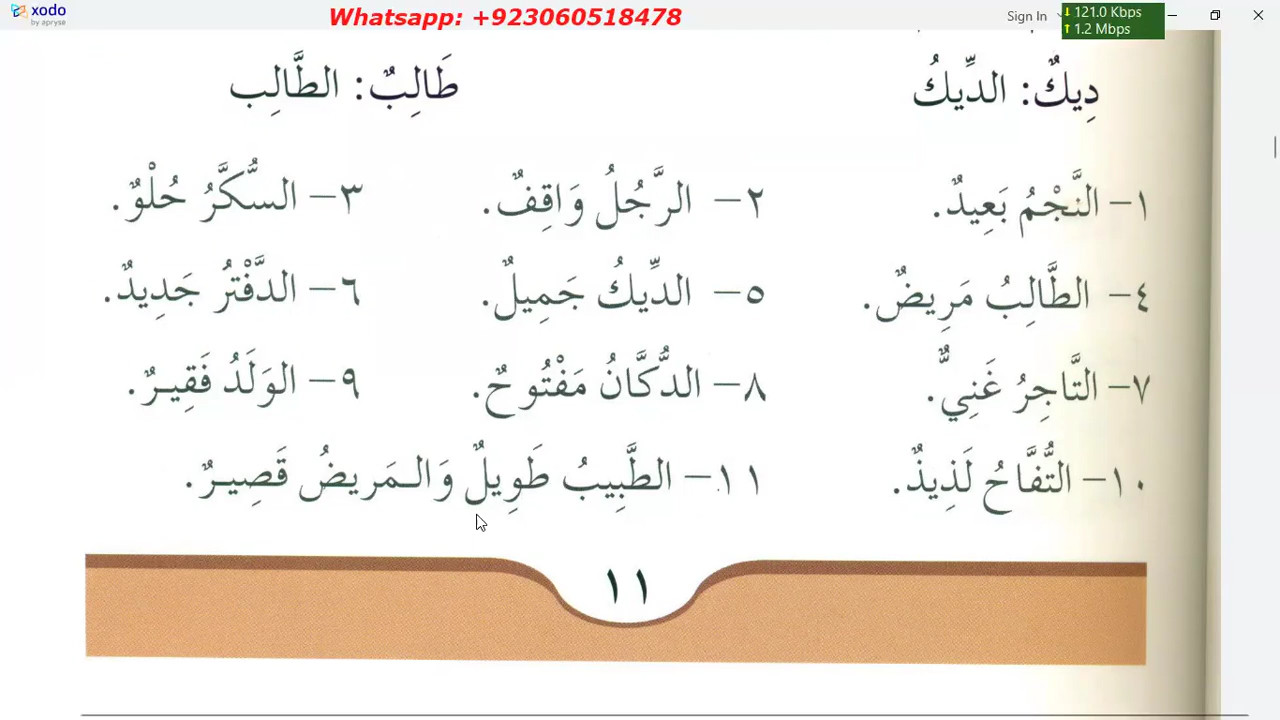 xodo
by apryse
Whatsapp: +923060518478
Sign In
121.0 Kbps
1.2 Mbps
دِيكٌ: الدِّيكُ طَالِبٌ: الطَّالِب
١– النَّجْمُ بَعِيدٌ. ٢– الرَّجُلُ وَاقِفٌ. ٣– السُّكَّرُ حُلْوٌ.
٤– الطَّالِبُ مَرِيضٌ. ٥– الدِّيكُ جَمِيلٌ. ٦– الدَّفْتَرُ جَدِيدٌ.
٧– التَّاجِرُ غَنِيٌّ. ٨– الدُّكَّانُ مَفْتُوحٌ. ٩– الوَلَدُ فَقِيرٌ.
١٠– التُّفَّاحُ لَذِيذٌ. ١١– الطَّبِيبُ طَوِيلٌ وَالمَرِيضُ قَصِيرٌ.
١١